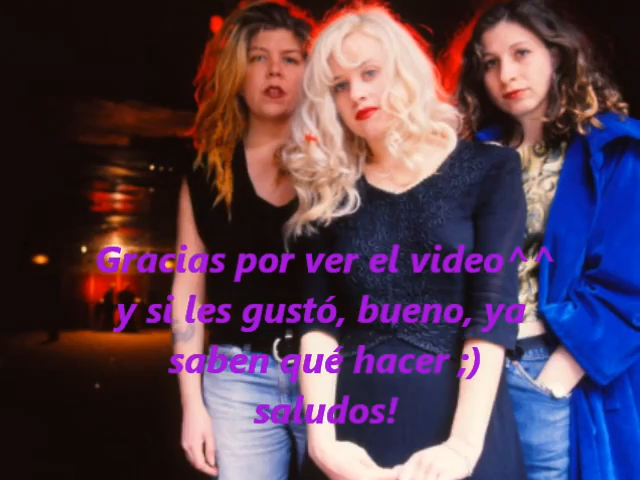 Gracias por ver el video^^
y si les gustó, bueno, ya
saben qué hacer ;)
saludos!